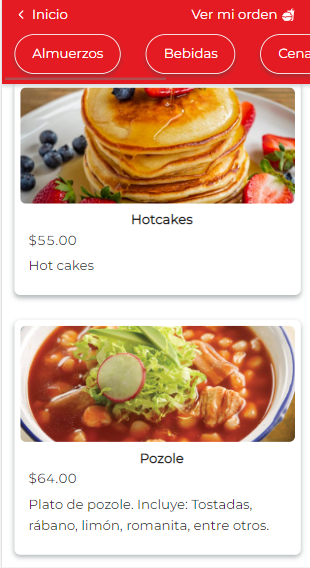 Inicio
Ver mi orden
Almuerzos
Bebidas
Cena
Hotcakes
$55.00
Hot cakes
Pozole
$64.00
Plato de pozole. Incluye: Tostadas,
rábano, limón, romanita, entre otros.